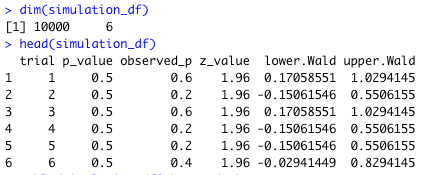 > dim(simulation_df)
[1] 10000     6
> head(simulation_df)
  trial p_value observed_p z_value  lower.Wald upper.Wald
1     1     0.5        0.6    1.96  0.17058551  1.0294145
2     2     0.5        0.2    1.96 -0.15061546  0.5506155
3     3     0.5        0.6    1.96  0.17058551  1.0294145
4     4     0.5        0.2    1.96 -0.15061546  0.5506155
5     5     0.5        0.2    1.96 -0.15061546  0.5506155
6     6     0.5        0.4    1.96 -0.02941449  0.8294145